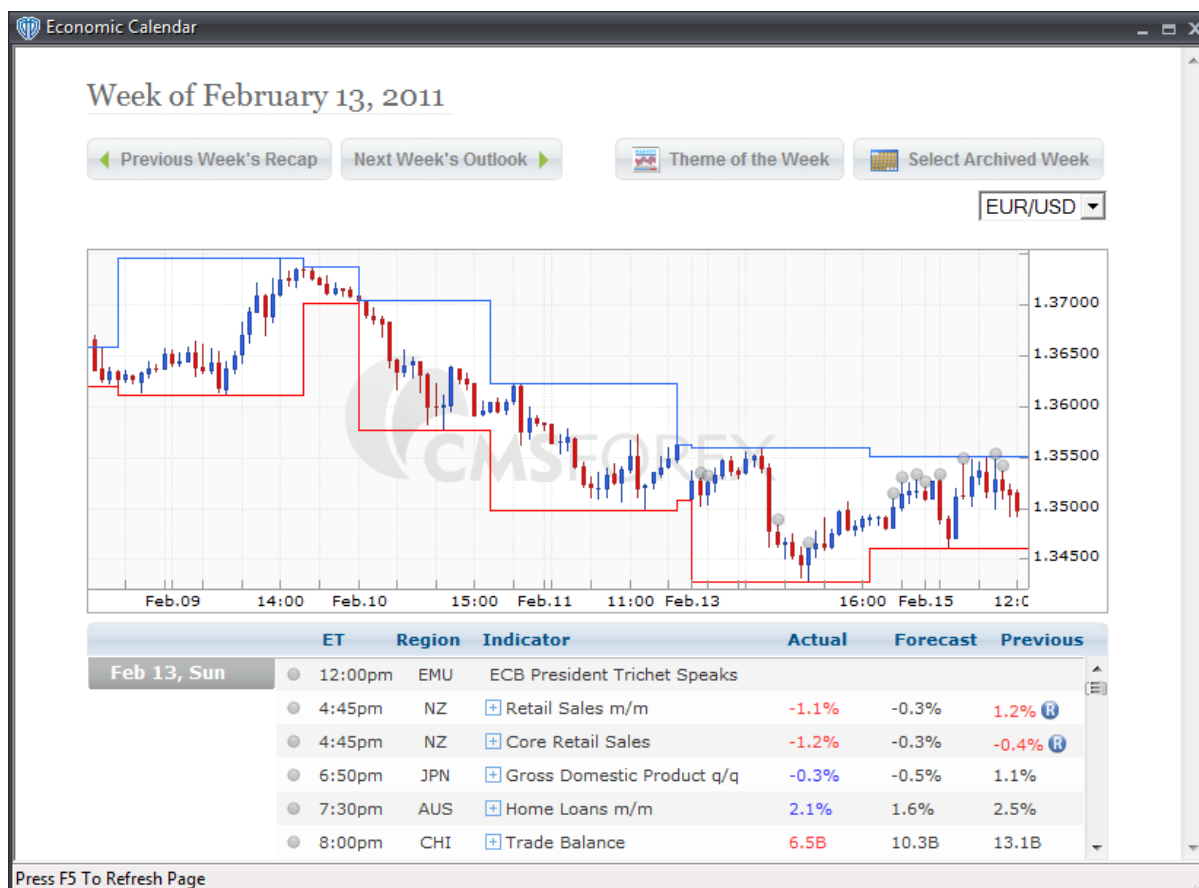 Economic Calendar
Week of February 13, 2011
Previous Week's Recap Next Week's Outlook Theme of the Week Select Archived Week
EUR/USD
1.37000
1.36500
1.36000
1.35500
1.35000
1.34500
CMSFOREX
Feb.09 14:00 Feb.10 15:00 Feb.11 11:00 Feb.13 16:00 Feb.15 12:0
ET Region Indicator Actual Forecast Previous
Feb 13, Sun 12:00pm EMU ECB President Trichet Speaks
4:45pm NZ Retail Sales m/m -1.1% -0.3% 1.2% R
4:45pm NZ Core Retail Sales -1.2% -0.3% -0.4% R
6:50pm JPN Gross Domestic Product q/q -0.3% -0.5% 1.1%
7:30pm AUS Home Loans m/m 2.1% 1.6% 2.5%
8:00pm CHI Trade Balance 6.5B 10.3B 13.1B
Press F5 To Refresh Page